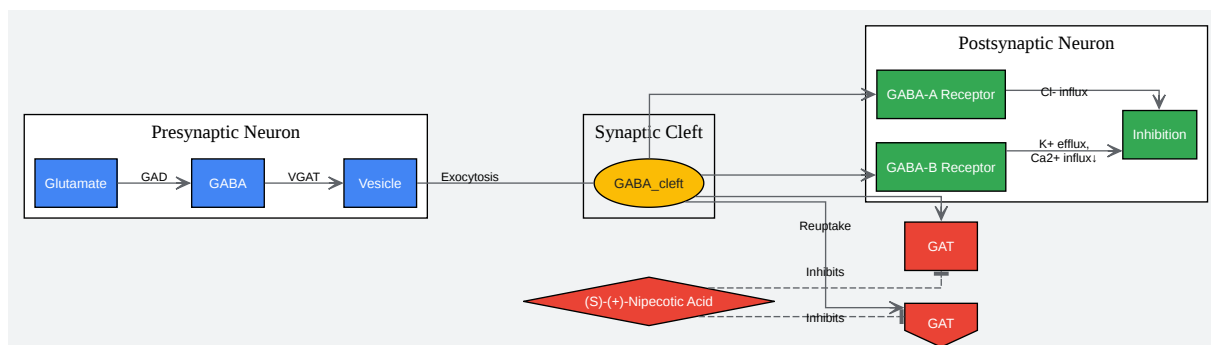 Presynaptic Neuron
Glutamate
GAD
GABA
VGAT
Vesicle
Exocytosis
Synaptic Cleft
GABA_cleft
Postsynaptic Neuron
GABA-A Receptor
Cl- influx
GABA-B Receptor
K+ efflux,
Ca2+ influx↓
Inhibition
Reuptake
GAT
Inhibits
(S)-(+)-Nipecotic Acid
Inhibits
GAT